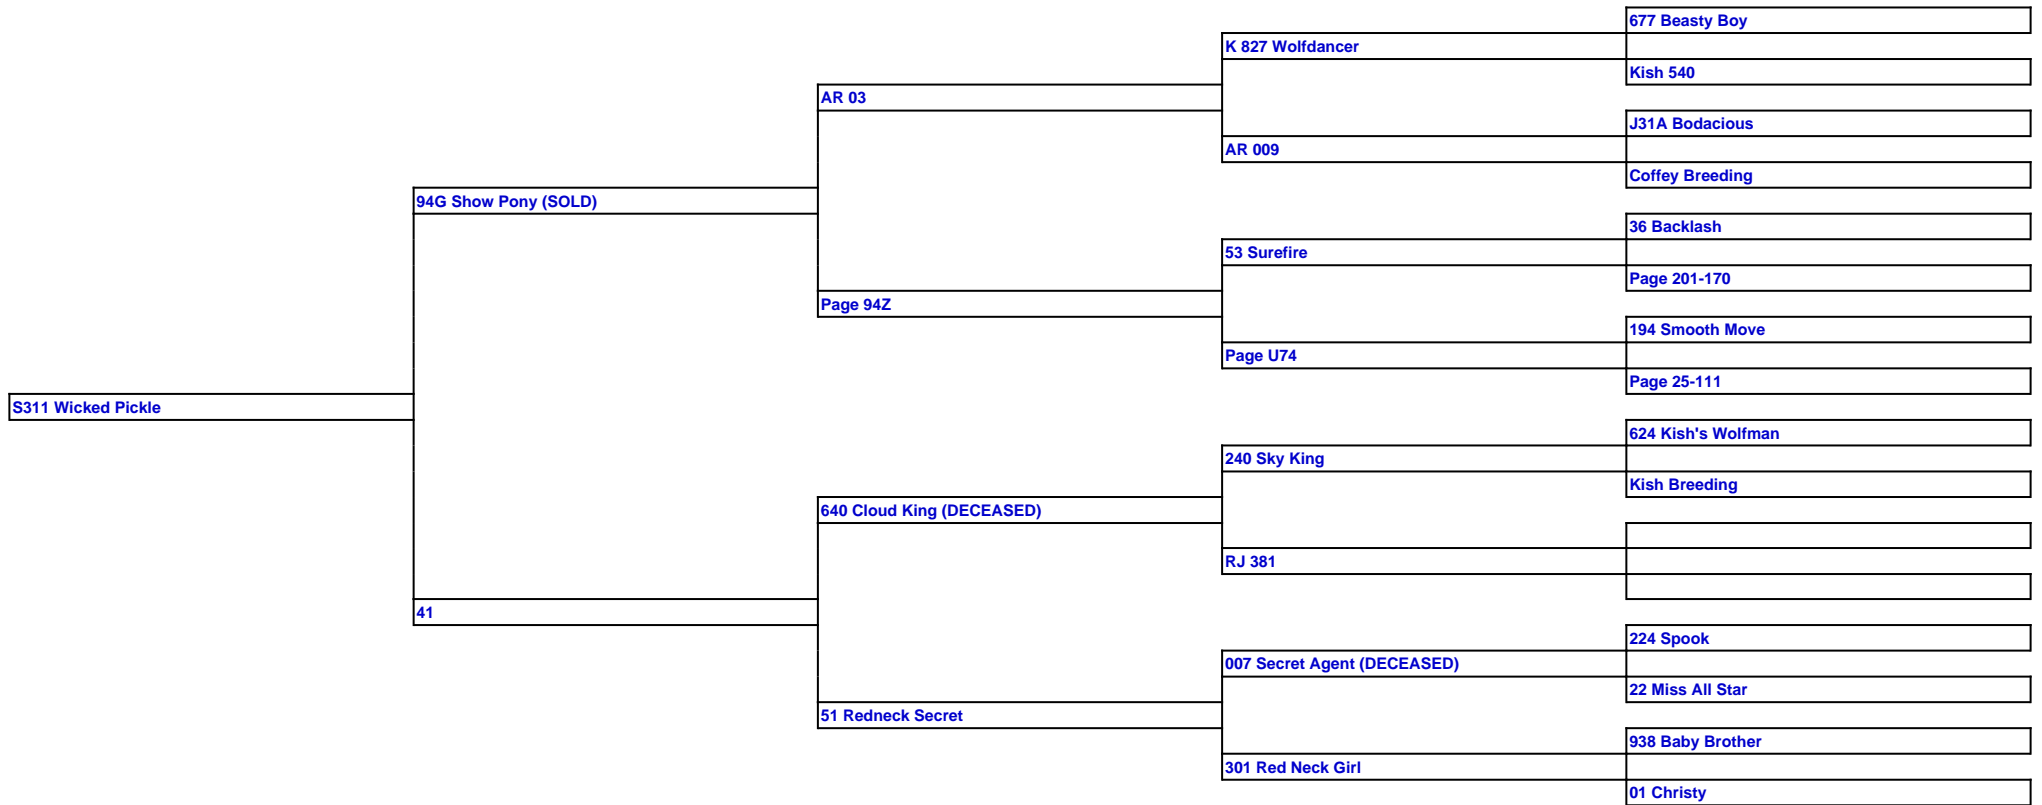 677 Beasty Boy
K 827 Wolfdancer
Kish 540
AR 03
J31A Bodacious
AR 009
Coffey Breeding
94G Show Pony (SOLD)
36 Backlash
53 Surefire
Page 201-170
Page 94Z
194 Smooth Move
Page U74
Page 25-111
S311 Wicked Pickle
624 Kish's Wolfman
240 Sky King
Kish Breeding
640 Cloud King (DECEASED)
RJ 381
41
224 Spook
007 Secret Agent (DECEASED)
22 Miss All Star
51 Redneck Secret
938 Baby Brother
301 Red Neck Girl
01 Christy